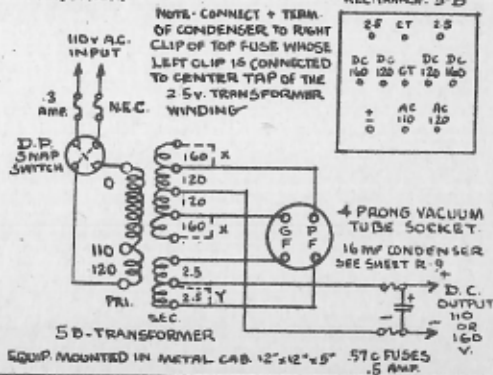 110V A.C.
INPUT
NOTE- CONNECT + TERM.
OF CONDENSER TO RIGHT
CLIP OF TOP FUSE WHOSE
LEFT CLIP IS CONNECTED
TO CENTER TAP OF THE
2.5V. TRANSFORMER
WINDING
2.5 CT 2.5
DC DC DC DC
160 120 CT 120 160
+ AC AC
- 110 120
.3
AMP.
N.E.C.
D.P.
SNAP
SWITCH
0
110
120
PRI.
160 X
120
120
160 X
2.5
2.5 Y
SEC.
G P
F F
4 PRONG VACUUM
TUBE SOCKET.
16 MF CONDENSER
SEE SHEET R-9
+
D.C.
OUTPUT
110
OR
160
V.
+
-
-
5B-TRANSFORMER
EQUIP. MOUNTED IN METAL CAB. 12"x12"x5"
.57C FUSES
.5 AMP.